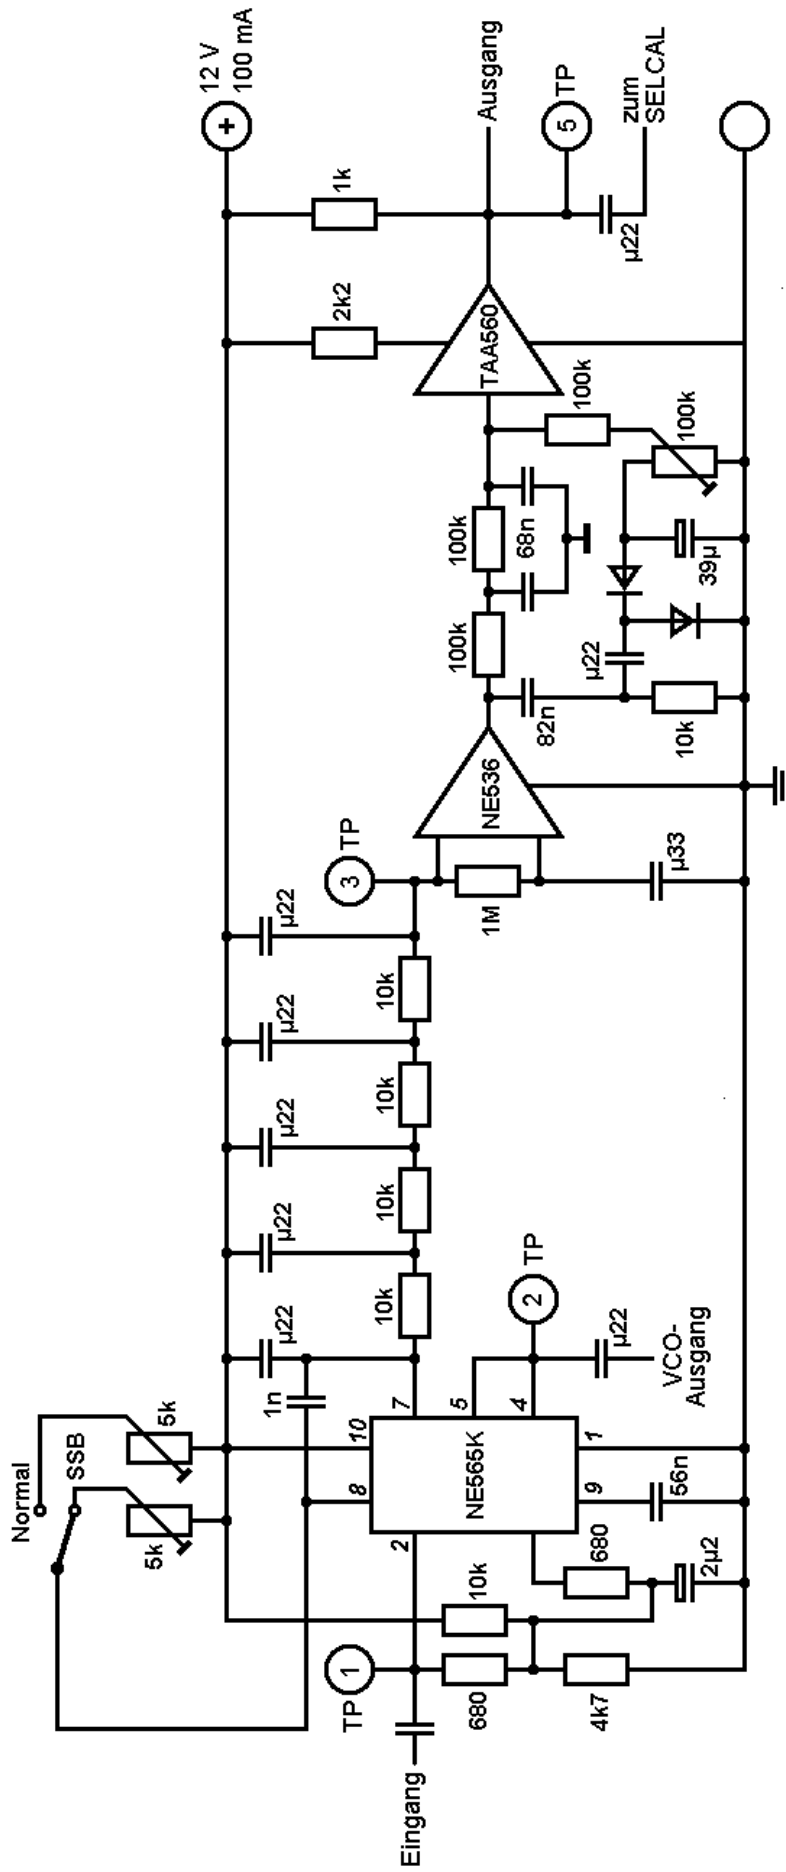 Normal
SSB
5k
5k
12 V
100 mA
1n
µ22
µ22
µ22
µ22
µ22
1k
2k2
TP
3
TP
1
10k
10k
10k
10k
1M
NE536
100k
100k
68n
TAA560
Ausgang
5
TP
zum
SELCAL
µ22
Eingang
680
10k
4k7
2
8
10
7
5
4
9
1
NE565K
680
2µ2
56n
2
TP
µ22
VCO-
Ausgang
µ33
82n
µ22
10k
39µ
100k
100k